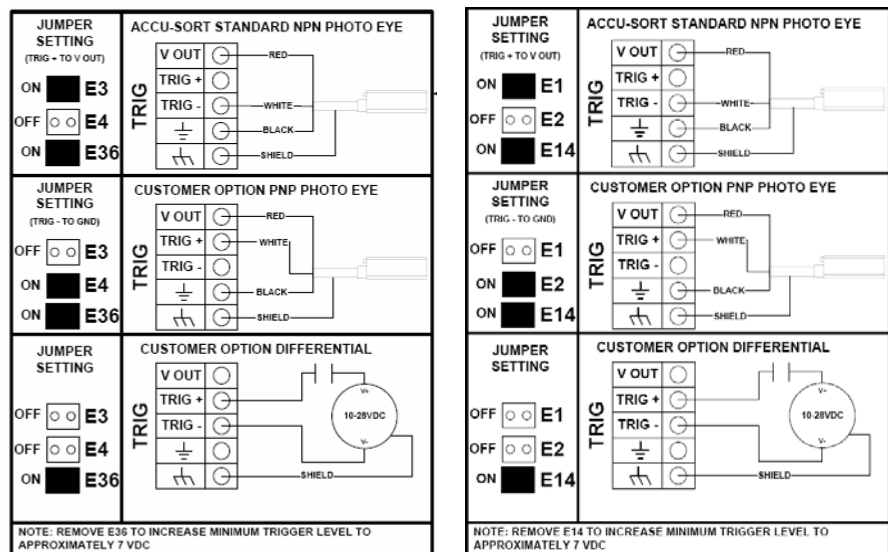 JUMPER
SETTING
(TRIG + TO V OUT)
ON E3
OFF E4
ON E36
ACCU-SORT STANDARD NPN PHOTO EYE
TRIG
V OUT RED
TRIG +
TRIG - WHITE
BLACK
SHIELD
JUMPER
SETTING
(TRIG - TO GND)
OFF E3
ON E4
ON E36
CUSTOMER OPTION PNP PHOTO EYE
TRIG
V OUT RED
TRIG + WHITE
TRIG -
BLACK
SHIELD
JUMPER
SETTING
OFF E3
OFF E4
ON E36
CUSTOMER OPTION DIFFERENTIAL
TRIG
V OUT
TRIG +
TRIG -
V+
10-28VDC
V-
SHIELD
NOTE: REMOVE E36 TO INCREASE MINIMUM TRIGGER LEVEL TO
APPROXIMATELY 7 VDC
JUMPER
SETTING
(TRIG + TO V OUT)
ON E1
OFF E2
ON E14
ACCU-SORT STANDARD NPN PHOTO EYE
TRIG
V OUT RED
TRIG +
TRIG - WHITE
BLACK
SHIELD
JUMPER
SETTING
(TRIG - TO GND)
OFF E1
ON E2
ON E14
CUSTOMER OPTION PNP PHOTO EYE
TRIG
V OUT RED
TRIG + WHITE
TRIG -
BLACK
SHIELD
JUMPER
SETTING
OFF E1
OFF E2
ON E14
CUSTOMER OPTION DIFFERENTIAL
TRIG
V OUT
TRIG +
TRIG -
V+
10-28VDC
V-
SHIELD
NOTE: REMOVE E14 TO INCREASE MINIMUM TRIGGER LEVEL TO
APPROXIMATELY 7 VDC